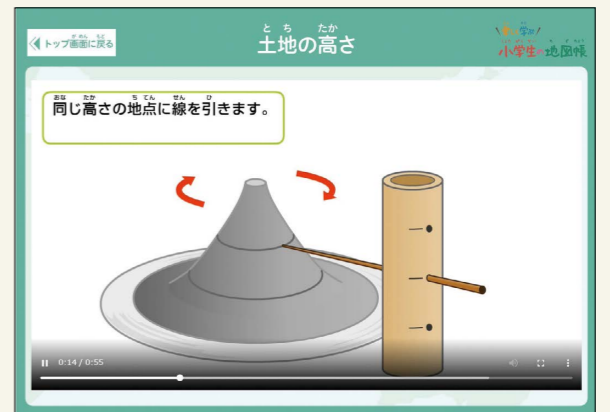 トップ画面に戻る
土地の高さ
小学生の地図帳
同じ高さの地点に線を引きます。
0:14 / 0:55